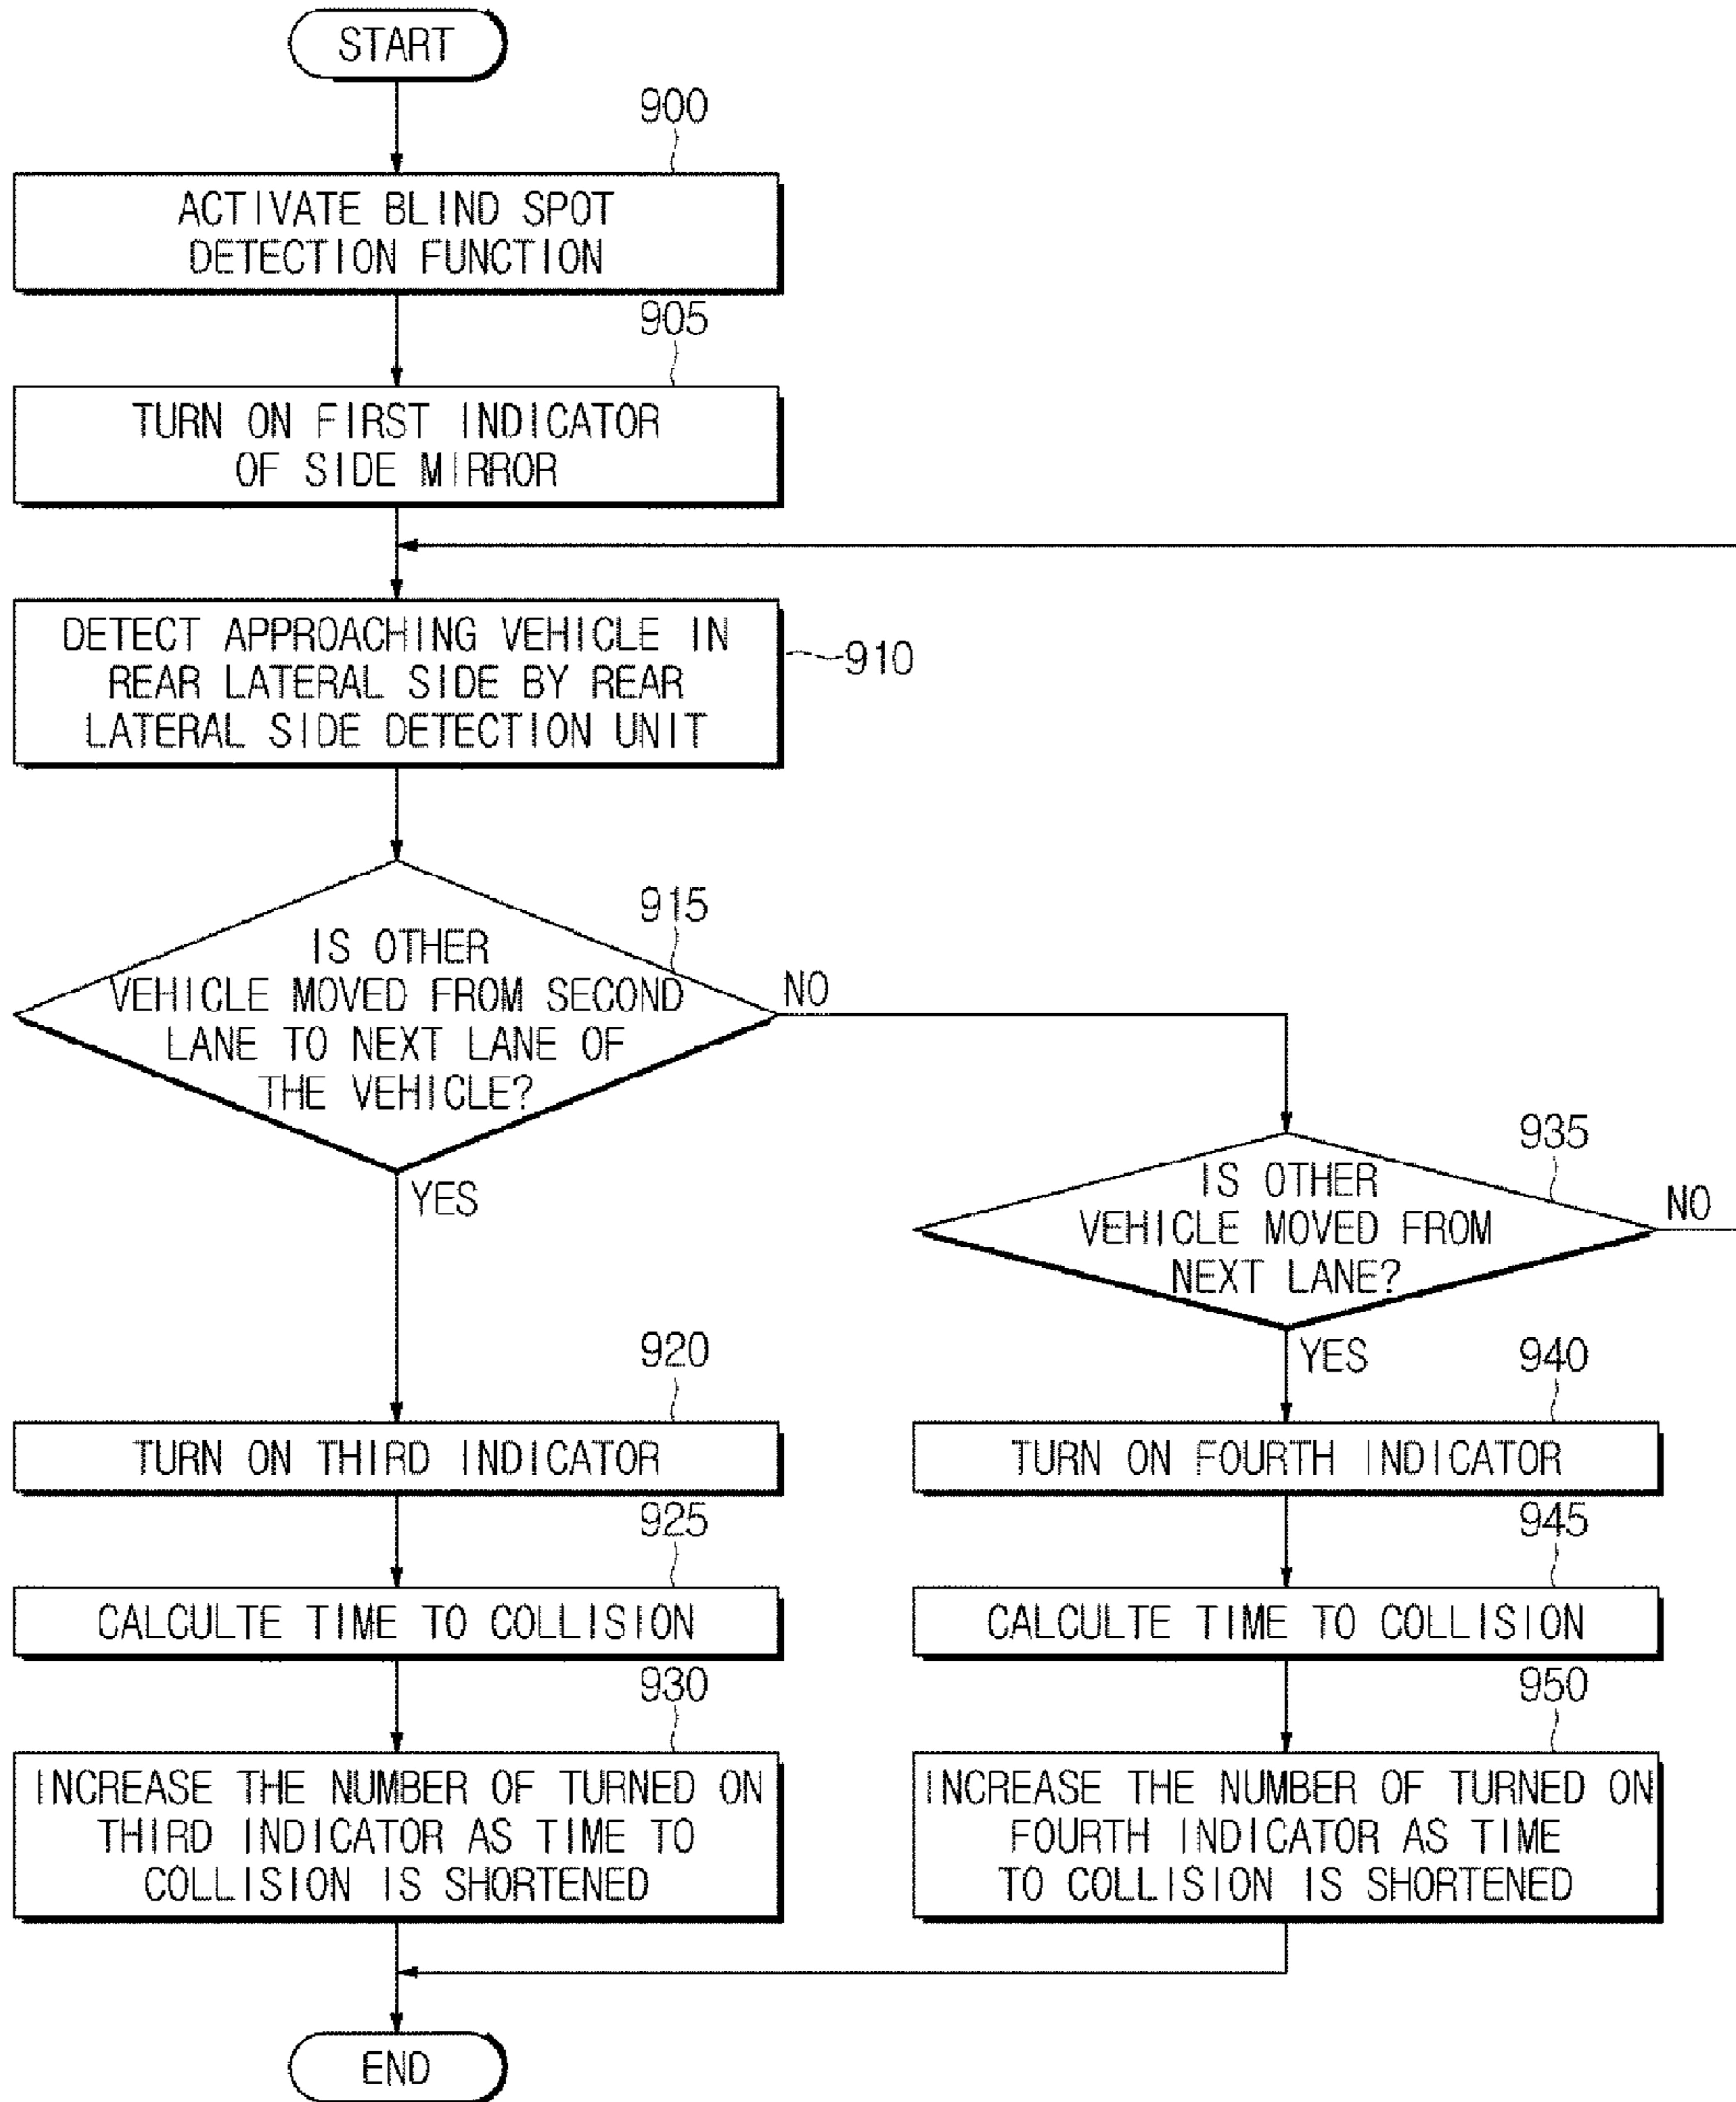 START
900
ACTIVATE BLIND SPOT
DETECTION FUNCTION
905
TURN ON FIRST INDICATOR
OF SIDE MIRROR
DETECT APPROACHING VEHICLE IN
REAR LATERAL SIDE BY REAR
LATERAL SIDE DETECTION UNIT
910
915
IS OTHER
VEHICLE MOVED FROM SECOND
LANE TO NEXT LANE OF
THE VEHICLE?
NO
YES
935
IS OTHER
VEHICLE MOVED FROM
NEXT LANE?
NO
YES
920
TURN ON THIRD INDICATOR
925
CALCULTE TIME TO COLLISION
930
INCREASE THE NUMBER OF TURNED ON
THIRD INDICATOR AS TIME TO
COLLISION IS SHORTENED
940
TURN ON FOURTH INDICATOR
945
CALCULTE TIME TO COLLISION
950
INCREASE THE NUMBER OF TURNED ON
FOURTH INDICATOR AS TIME
TO COLLISION IS SHORTENED
END